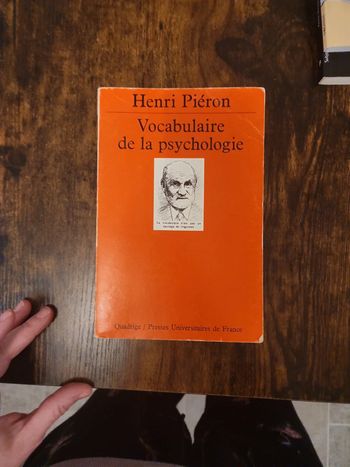 Henri Piéron
Vocabulaire
de la psychologie
Quadrige / Presses Universitaires de France